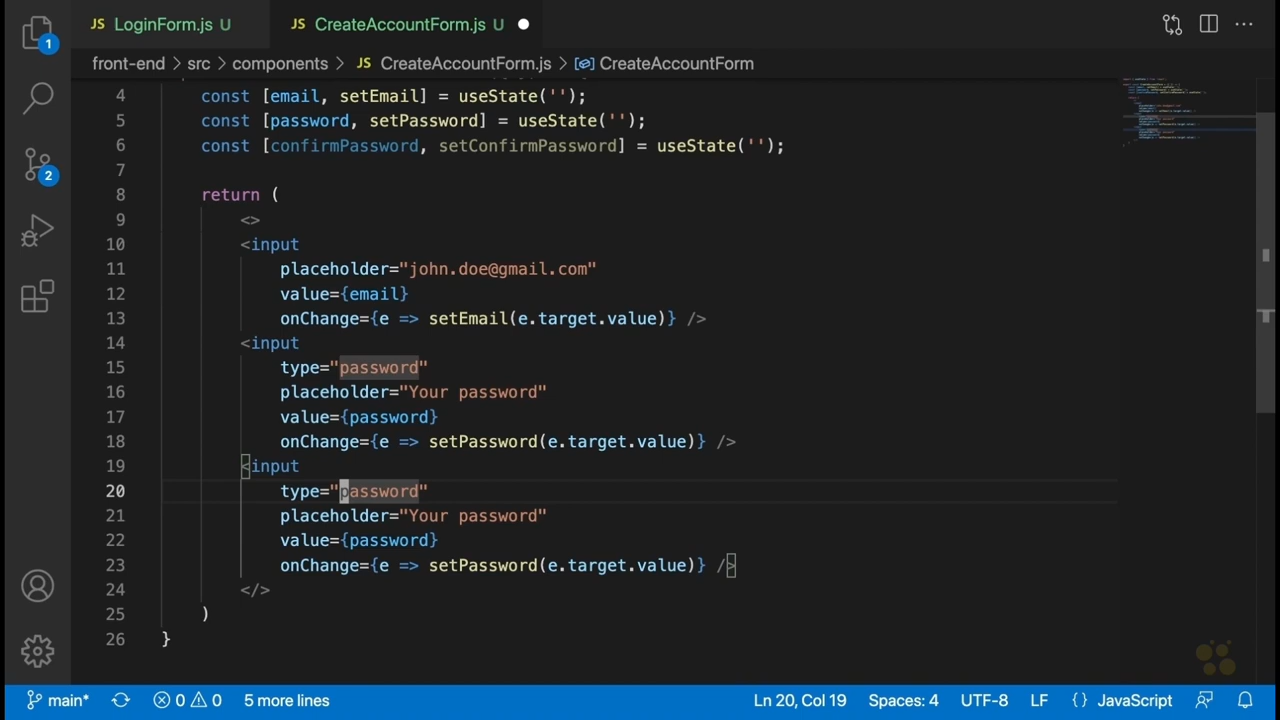 JS LoginForm.js U JS CreateAccountForm.js U
front-end > src > components > JS CreateAccountForm.js > CreateAccountForm
1
2
4 const [email, setEmail] = useState('');
5 const [password, setPassword] = useState('');
6 const [confirmPassword, setConfirmPassword] = useState('');
7
8 return (
9 <>
10 <input
11 placeholder="john.doe@gmail.com"
12 value={email}
13 onChange={e => setEmail(e.target.value)} />
14 <input
15 type="password"
16 placeholder="Your password"
17 value={password}
18 onChange={e => setPassword(e.target.value)} />
19 <input
20 type="password"
21 placeholder="Your password"
22 value={password}
23 onChange={e => setPassword(e.target.value)} />
24 </>
25 )
26 }
main* 0 0 5 more lines Ln 20, Col 19 Spaces: 4 UTF-8 LF {} JavaScript